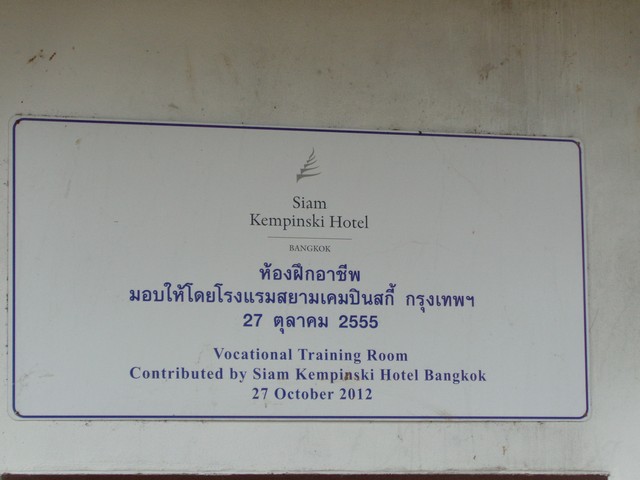 Siam
Kempinski Hotel
BANGKOK
ห้องฝึกอาชีพ
มอบให้โดยโรงแรมสยามเคมปินสกี้ กรุงเทพฯ
27 ตุลาคม 2555
Vocational Training Room
Contributed by Siam Kempinski Hotel Bangkok
27 October 2012